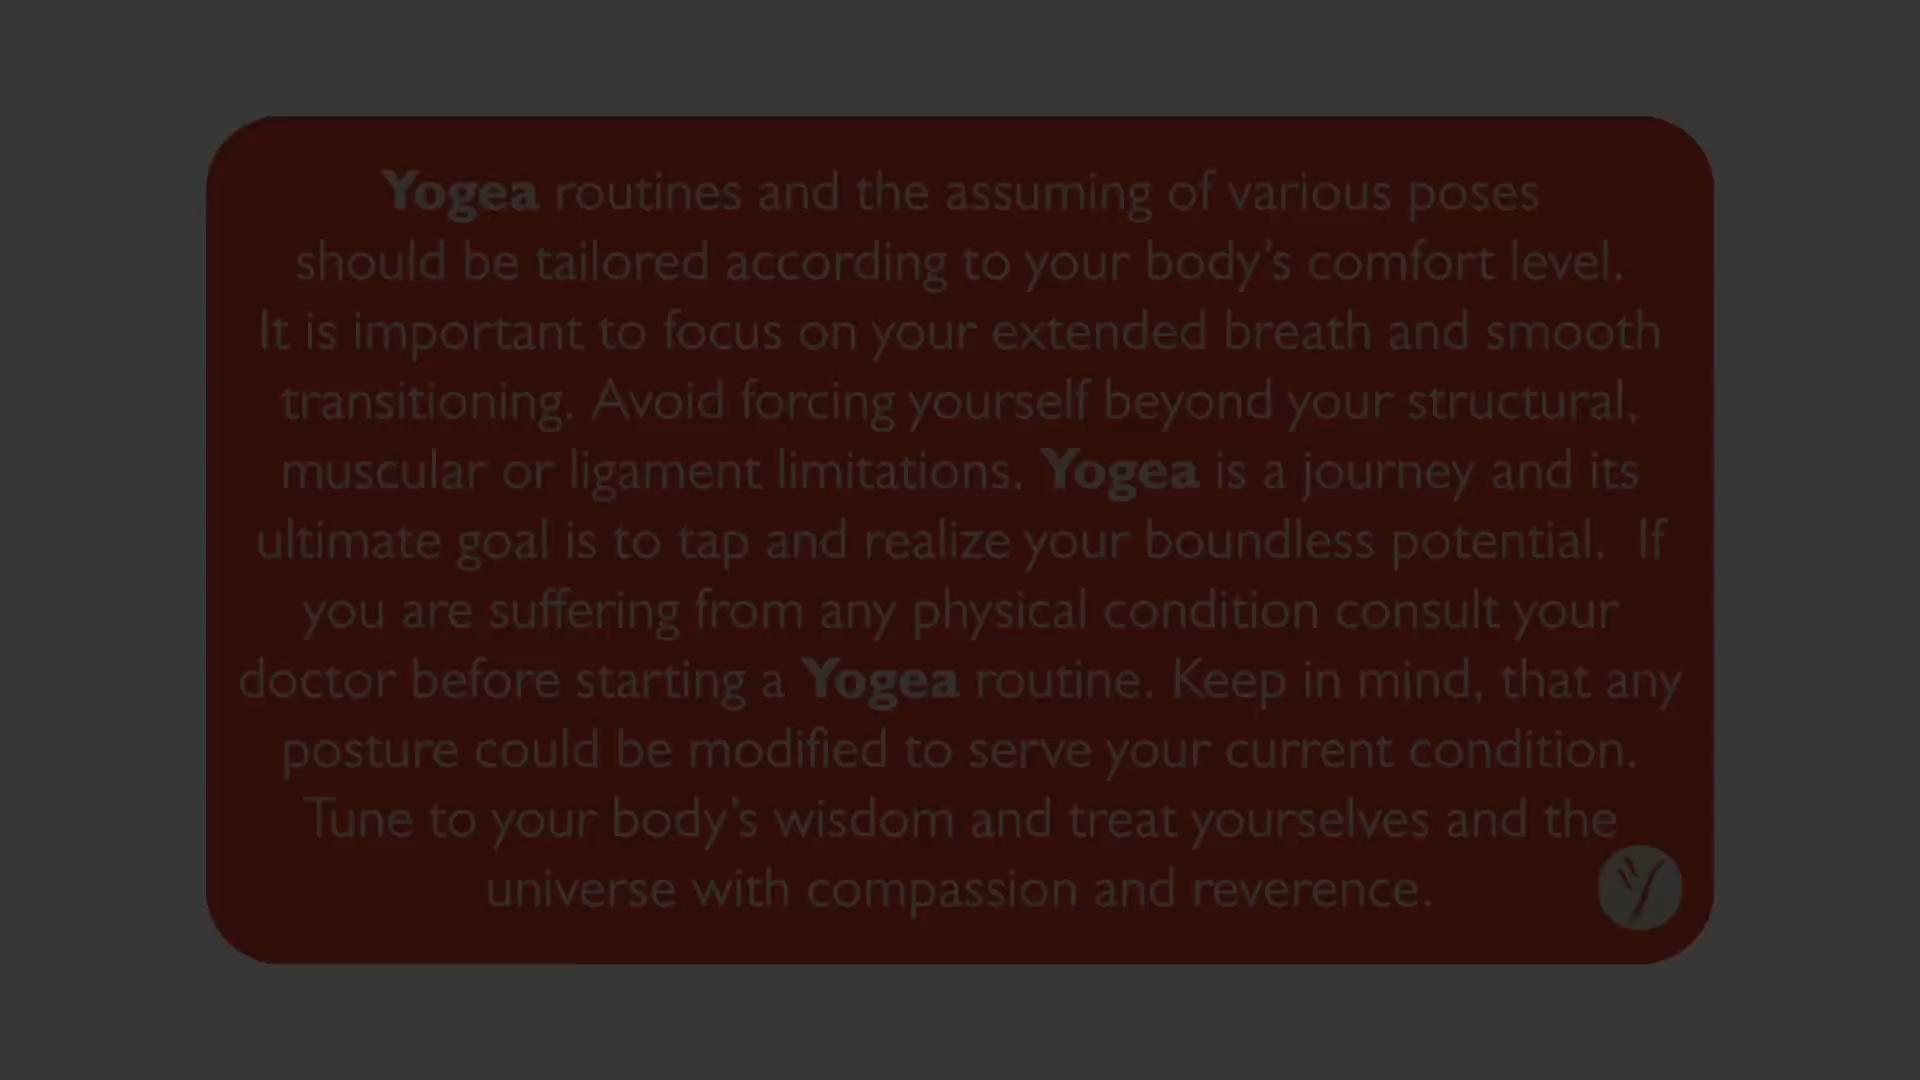 Yogea routines and the assuming of various poses
should be tailored according to your body’s comfort level.
It is important to focus on your extended breath and smooth
transitioning. Avoid forcing yourself beyond your structural,
muscular or ligament limitations. Yogea is a journey and its
ultimate goal is to tap and realize your boundless potential. If
you are suffering from any physical condition consult your
doctor before starting a Yogea routine. Keep in mind, that any
posture could be modified to serve your current condition.
Tune to your body’s wisdom and treat yourselves and the
universe with compassion and reverence.